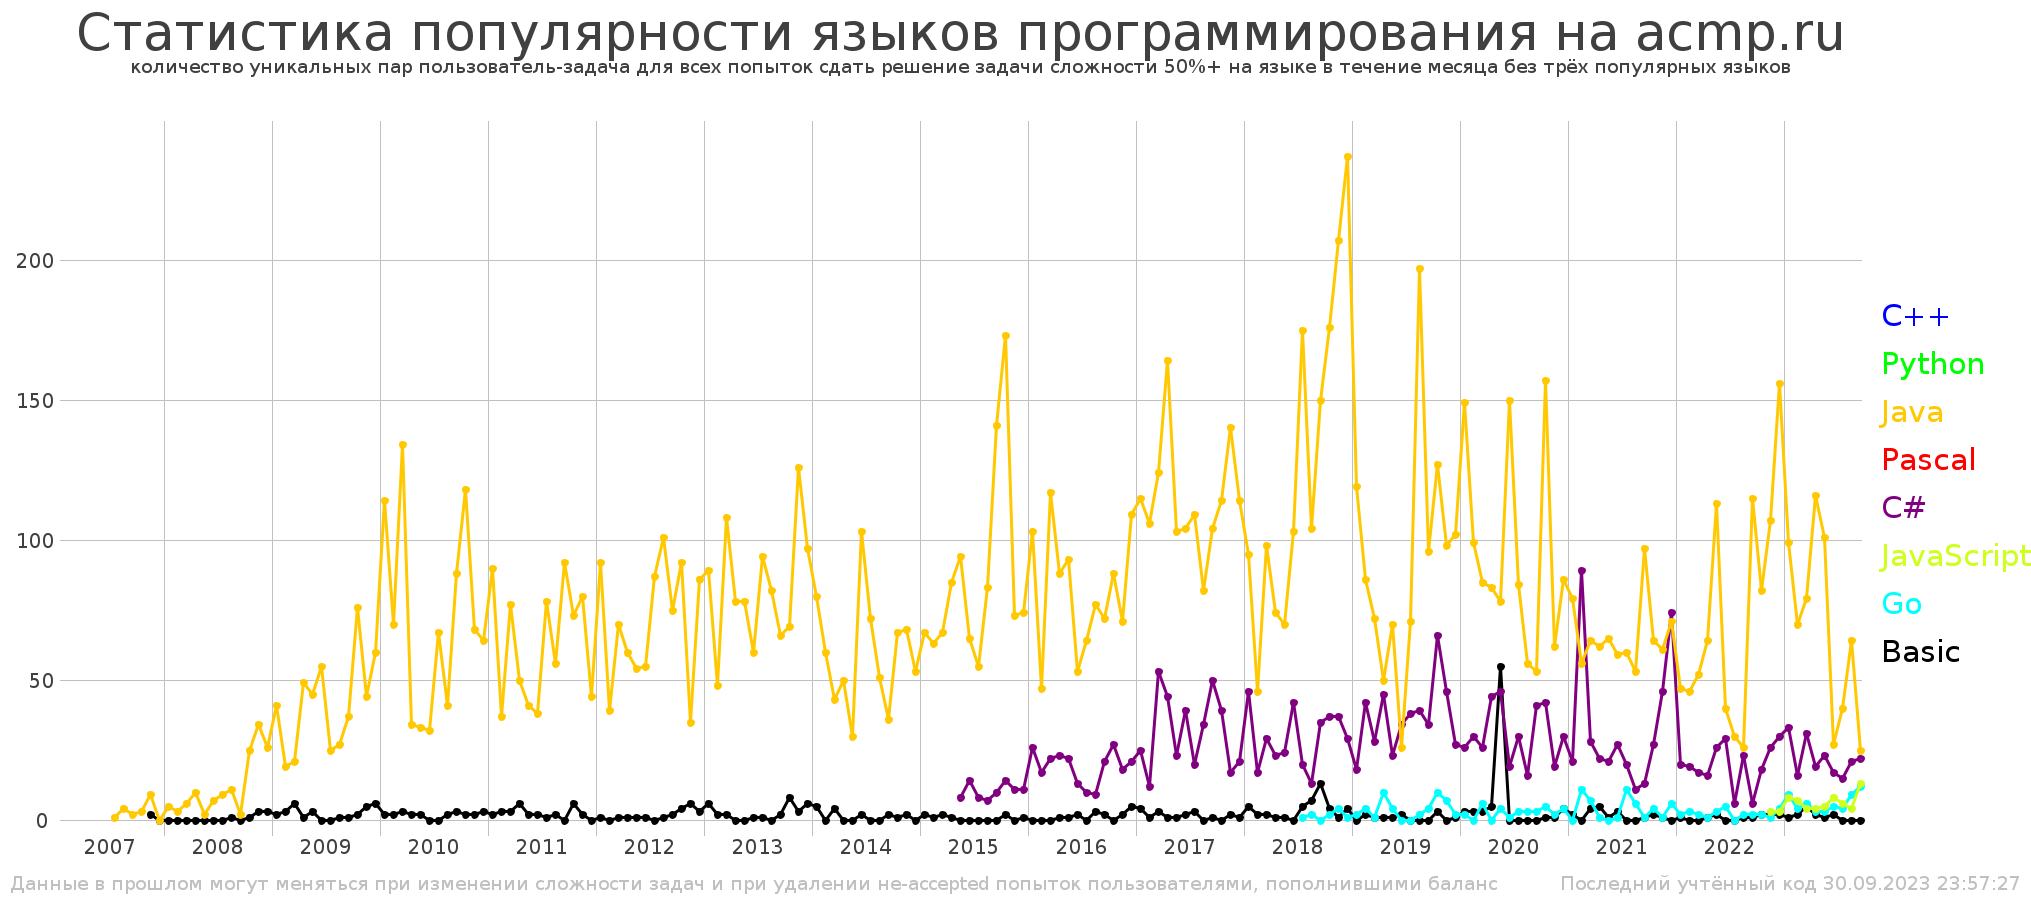 Статистика популярности языков программирования на acmp.ru
количество уникальных пар пользователь-задача для всех попыток сдать решение задачи сложности 50%+ на языке в течение месяца без трёх популярных языков
200
150
100
50
0
C++
Python
Java
Pascal
C#
JavaScript
Go
Basic
2007 2008 2009 2010 2011 2012 2013 2014 2015 2016 2017 2018 2019 2020 2021 2022
Данные в прошлом могут меняться при изменении сложности задач и при удалении не-accepted попыток пользователями, пополнившими баланс Последний учтённый код 30.09.2023 23:57:27